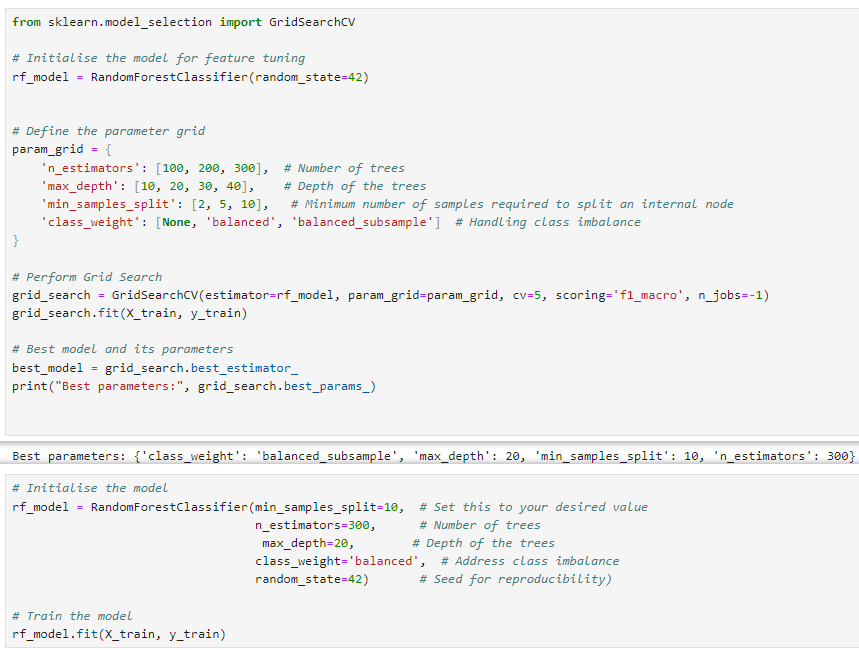 from sklearn.model_selection import GridSearchCV
# Initialise the model for feature tuning
rf_model = RandomForestClassifier(random_state=42)
# Define the parameter grid
param_grid = {
    'n_estimators': [100, 200, 300],  # Number of trees
    'max_depth': [10, 20, 30, 40],    # Depth of the trees
    'min_samples_split': [2, 5, 10],   # Minimum number of samples required to split an internal node
    'class_weight': [None, 'balanced', 'balanced_subsample']  # Handling class imbalance
}
# Perform Grid Search
grid_search = GridSearchCV(estimator=rf_model, param_grid=param_grid, cv=5, scoring='f1_macro', n_jobs=-1)
grid_search.fit(X_train, y_train)
# Best model and its parameters
best_model = grid_search.best_estimator_
print("Best parameters:", grid_search.best_params_)
Best parameters: {'class_weight': 'balanced_subsample', 'max_depth': 20, 'min_samples_split': 10, 'n_estimators': 300}
# Initialise the model
rf_model = RandomForestClassifier(min_samples_split=10,  # Set this to your desired value
                                  n_estimators=300,      # Number of trees
                                   max_depth=20,        # Depth of the trees
                                  class_weight='balanced',  # Address class imbalance
                                  random_state=42)       # Seed for reproducibility)
# Train the model
rf_model.fit(X_train, y_train)